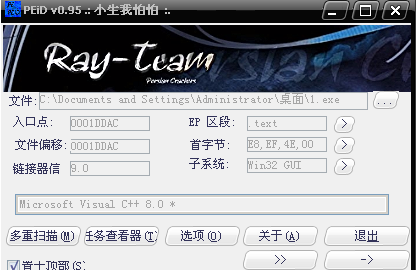 PEiD v0.95 .: 小生我怕怕 :.
Ray-Team
Persian Crackers
文件: C:\Documents and Settings\Administrator\桌面\1.exe ...
入口点: 0001DDAC EP 区段: .text >
文件偏移: 0001DDAC 首字节: E8,EF,4E,00 >
链接器信 9.0 子系统: Win32 GUI >
Microsoft Visual C++ 8.0 *
多重扫描(M) 任务查看器(T) 选项(O) 关于(A) 退出
置于顶部(S) >> ->